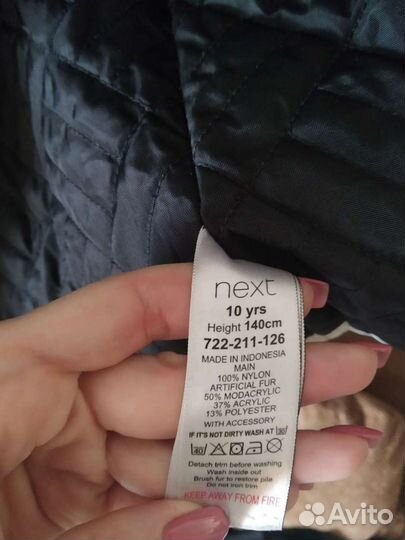 next
10 yrs
Height 140cm
722-211-126
MADE IN INDONESIA
MAIN
100% NYLON
ARTIFICIAL FUR
50% MODACRYLIC
37% ACRYLIC
13% POLYESTER
WITH ACCESSORY
IF IT'S NOT DIRTY WASH AT 30
40
Detach trim before washing
Wash inside out
Brush fur to restore pile
Do not iron trim
KEEP AWAY FROM FIRE
Avito